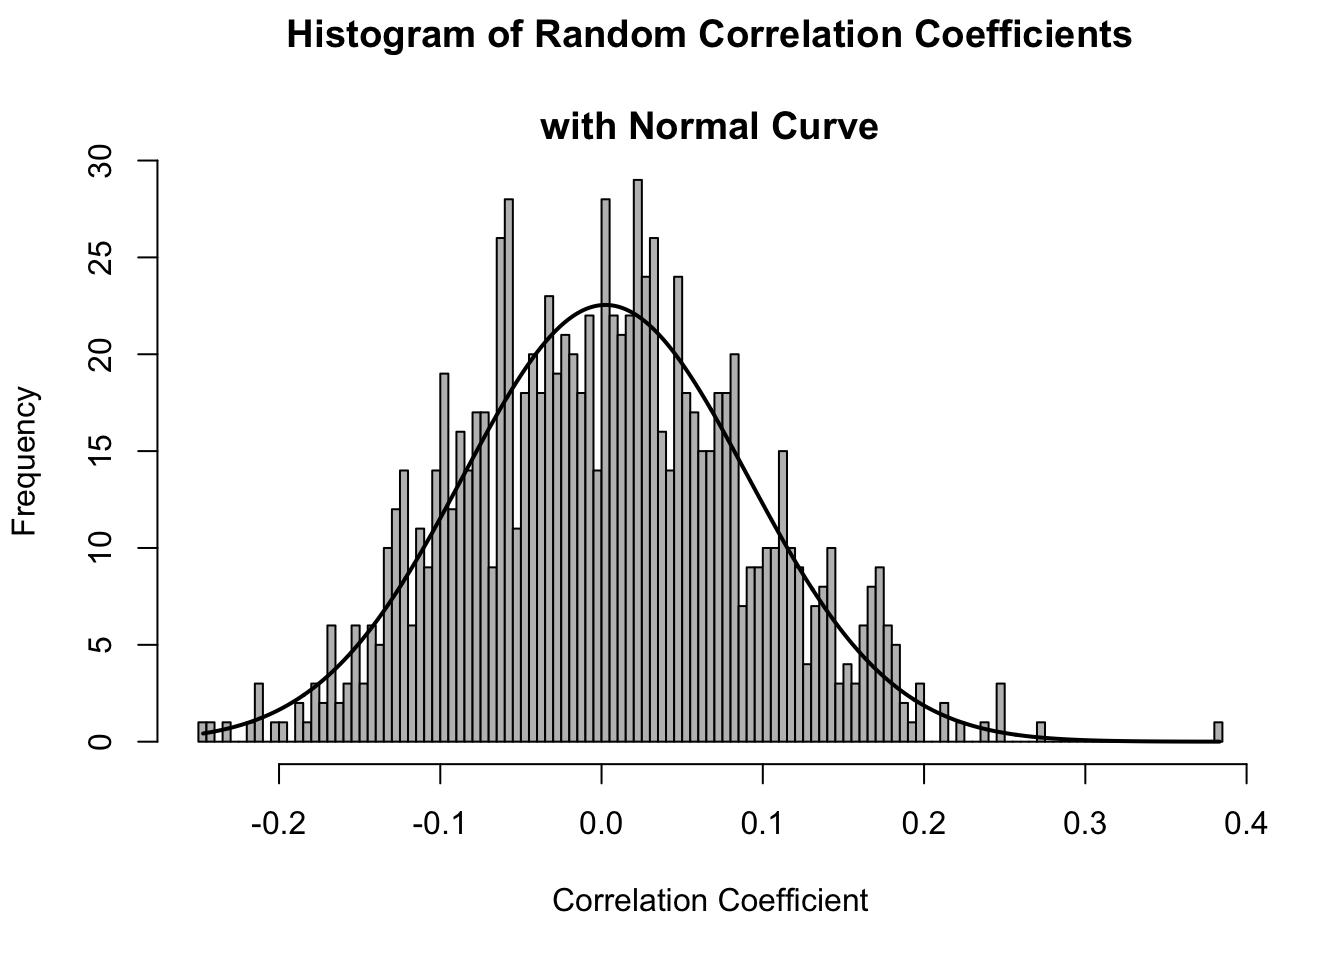 Histogram of Random Correlation Coefficients
with Normal Curve
30
25
20
15
10
5
0
Frequency
-0.2 -0.1 0.0 0.1 0.2 0.3 0.4
Correlation Coefficient